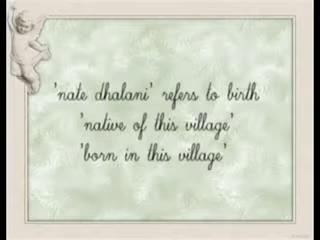 'nate dhalani' refers to birth
'native of this village'
'born in this village'